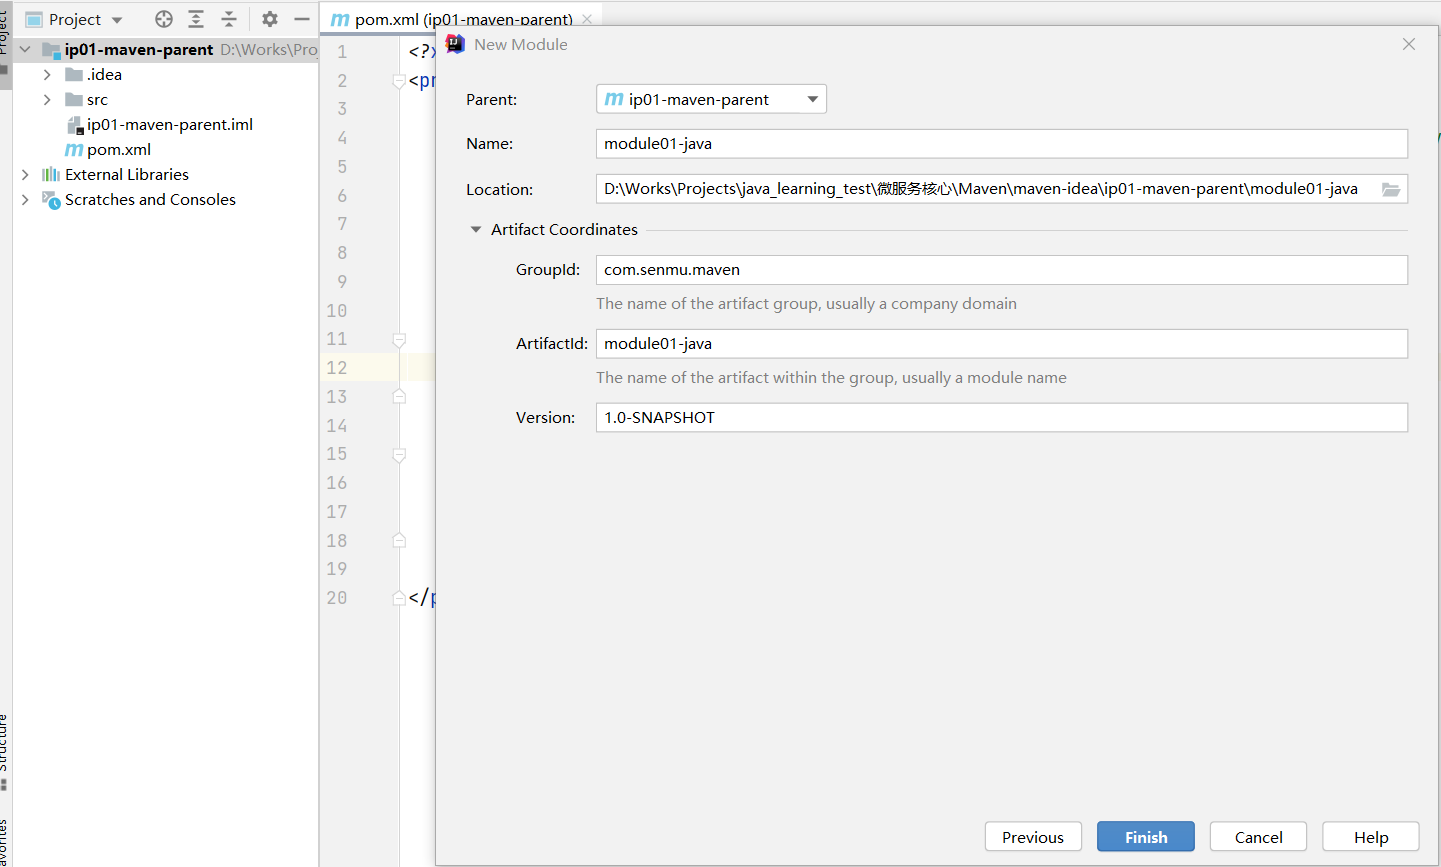 Project
Project
ip01-maven-parent D:\Works\Pro
.idea
src
ip01-maven-parent.iml
pom.xml
External Libraries
Scratches and Consoles
Structure
pom.xml (ip01-maven-parent)
1 <?
2 <pr
3
4
5
6
7
8
9
10
11
12
13
14
15
16
17
18
19
20 </p
New Module
Parent: ip01-maven-parent
Name: module01-java
Location: D:\Works\Projects\java_learning_test\微服务核心\Maven\maven-idea\ip01-maven-parent\module01-java
Artifact Coordinates
GroupId: com.senmu.maven
The name of the artifact group, usually a company domain
ArtifactId: module01-java
The name of the artifact within the group, usually a module name
Version: 1.0-SNAPSHOT
Previous Finish Cancel Help